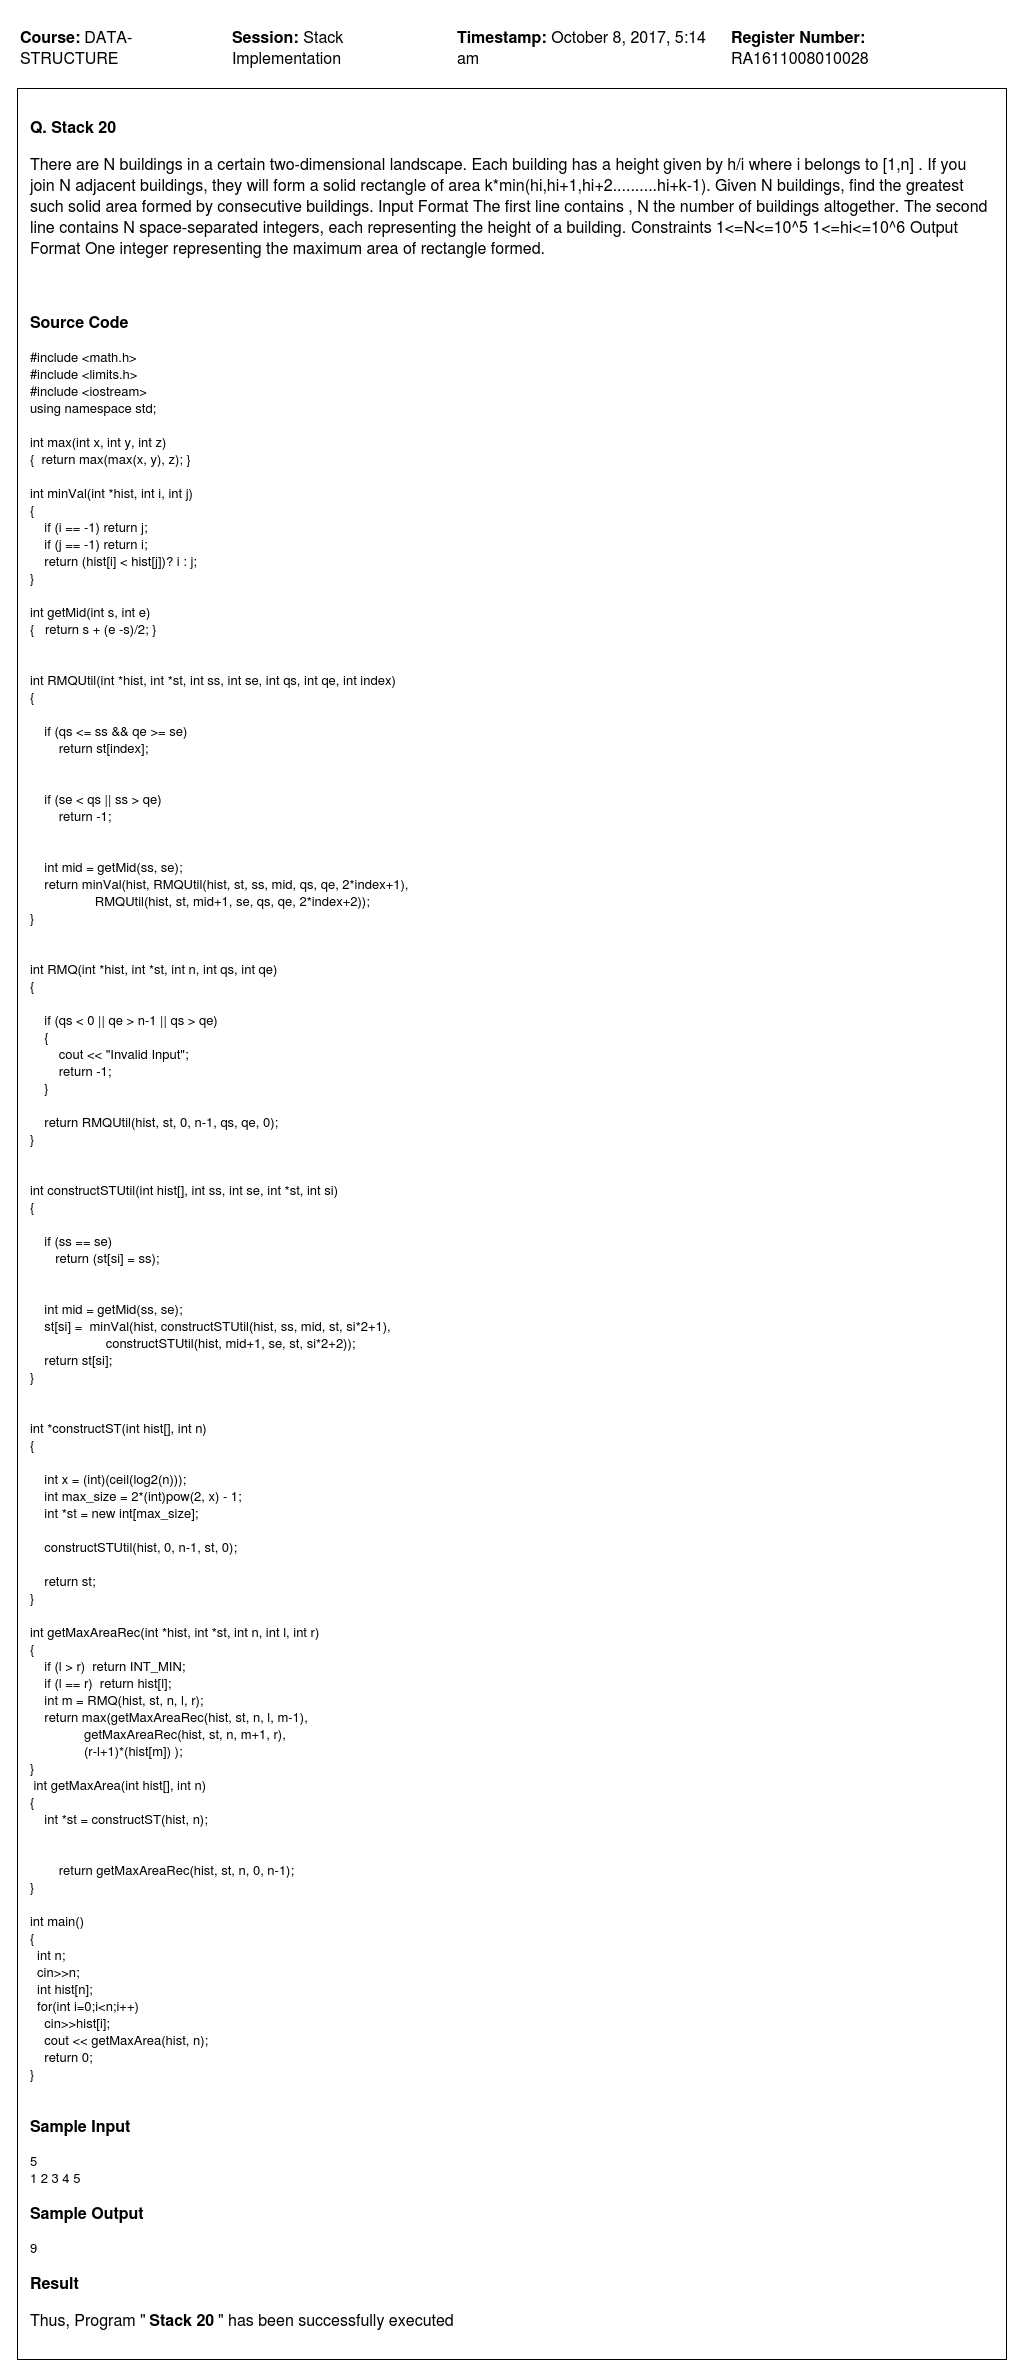 Course: DATA-STRUCTURE
Session: Stack Implementation
Timestamp: October 8, 2017, 5:14 am
Register Number: RA1611008010028
Q. Stack 20
There are N buildings in a certain two-dimensional landscape. Each building has a height given by h/i where i belongs to [1,n] . If you
join N adjacent buildings, they will form a solid rectangle of area k*min(hi,hi+1,hi+2..........hi+k-1). Given N buildings, find the greatest
such solid area formed by consecutive buildings. Input Format The first line contains , N the number of buildings altogether. The second
line contains N space-separated integers, each representing the height of a building. Constraints 1<=N<=10^5 1<=hi<=10^6 Output
Format One integer representing the maximum area of rectangle formed.
Source Code
#include <math.h>
#include <limits.h>
#include <iostream>
using namespace std;
int max(int x, int y, int z)
{  return max(max(x, y), z); }
int minVal(int *hist, int i, int j)
{
    if (i == -1) return j;
    if (j == -1) return i;
    return (hist[i] < hist[j])? i : j;
}
int getMid(int s, int e)
{   return s + (e -s)/2; }
int RMQUtil(int *hist, int *st, int ss, int se, int qs, int qe, int index)
{
    if (qs <= ss && qe >= se)
        return st[index];
    if (se < qs || ss > qe)
        return -1;
    int mid = getMid(ss, se);
    return minVal(hist, RMQUtil(hist, st, ss, mid, qs, qe, 2*index+1),
                  RMQUtil(hist, st, mid+1, se, qs, qe, 2*index+2));
}
int RMQ(int *hist, int *st, int n, int qs, int qe)
{
    if (qs < 0 || qe > n-1 || qs > qe)
    {
        cout << "Invalid Input";
        return -1;
    }
    return RMQUtil(hist, st, 0, n-1, qs, qe, 0);
}
int constructSTUtil(int hist[], int ss, int se, int *st, int si)
{
    if (ss == se)
       return (st[si] = ss);
    int mid = getMid(ss, se);
    st[si] =  minVal(hist, constructSTUtil(hist, ss, mid, st, si*2+1),
                     constructSTUtil(hist, mid+1, se, st, si*2+2));
    return st[si];
}
int *constructST(int hist[], int n)
{
    int x = (int)(ceil(log2(n)));
    int max_size = 2*(int)pow(2, x) - 1;
    int *st = new int[max_size];
    constructSTUtil(hist, 0, n-1, st, 0);
    return st;
}
int getMaxAreaRec(int *hist, int *st, int n, int l, int r)
{
    if (l > r)  return INT_MIN;
    if (l == r)  return hist[l];
    int m = RMQ(hist, st, n, l, r);
    return max(getMaxAreaRec(hist, st, n, l, m-1),
               getMaxAreaRec(hist, st, n, m+1, r),
               (r-l+1)*(hist[m]) );
}
 int getMaxArea(int hist[], int n)
{
    int *st = constructST(hist, n);
        return getMaxAreaRec(hist, st, n, 0, n-1);
}
int main()
{
  int n;
  cin>>n;
  int hist[n];
  for(int i=0;i<n;i++)
    cin>>hist[i];
    cout << getMaxArea(hist, n);
    return 0;
}
Sample Input
5
1 2 3 4 5
Sample Output
9
Result
Thus, Program " Stack 20 " has been successfully executed